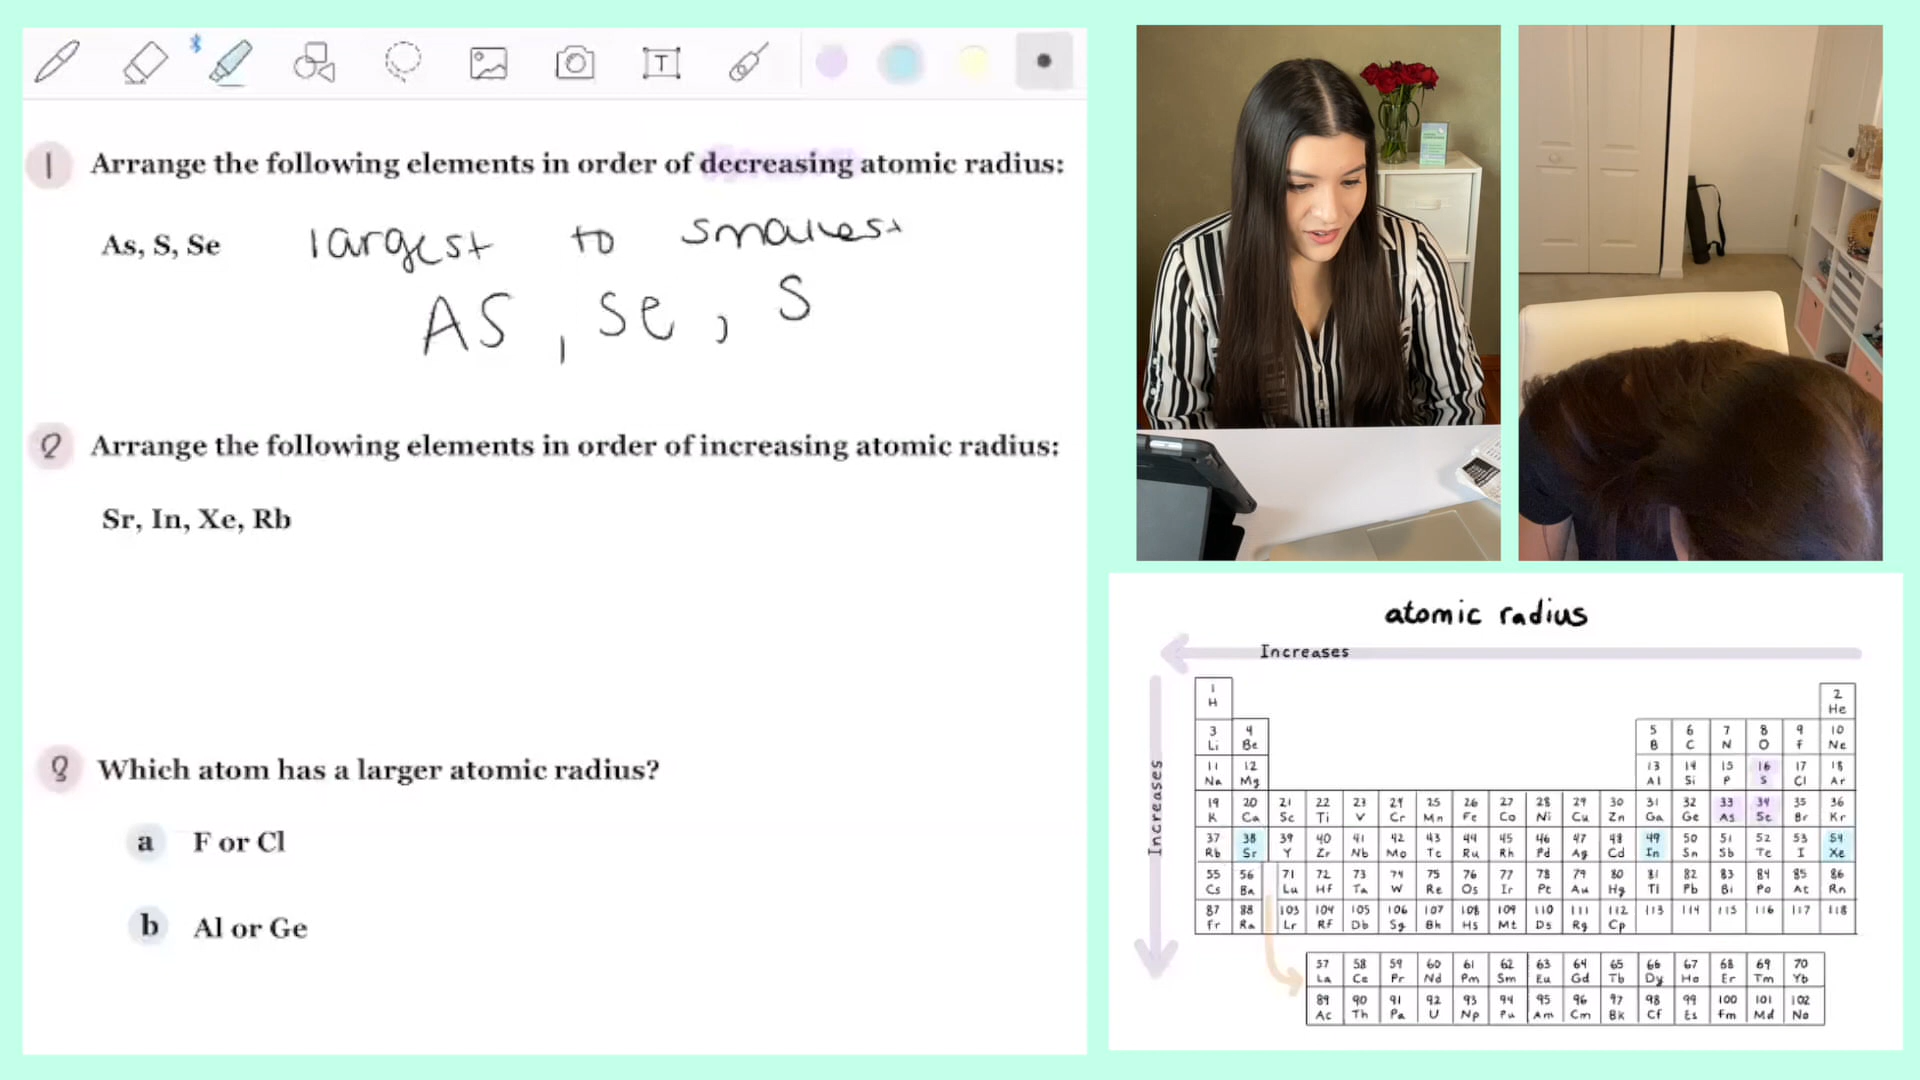 T
1 Arrange the following elements in order of decreasing atomic radius:
As, S, Se largest to smallest
As, Se, S
2 Arrange the following elements in order of increasing atomic radius:
Sr, In, Xe, Rb
3 Which atom has a larger atomic radius?
a F or Cl
b Al or Ge
atomic radius
Increases
Increases
1 2
H He
3 4 5 6 7 8 9 10
Li Be B C N O F Ne
11 12 13 14 15 16 17 18
Na Mg Al Si P S Cl Ar
19 20 21 22 23 24 25 26 27 28 29 30 31 32 33 34 35 36
K Ca Sc Ti V Cr Mn Fe Co Ni Cu Zn Ga Ge As Se Br Kr
37 38 39 40 41 42 43 44 45 46 47 48 49 50 51 52 53 54
Rb Sr Y Zr Nb Mo Tc Ru Rh Pd Ag Cd In Sn Sb Te I Xe
55 56 71 72 73 74 75 76 77 78 79 80 81 82 83 84 85 86
Cs Ba Lu Hf Ta W Re Os Ir Pt Au Hg Tl Pb Bi Po At Rn
87 88 103 104 105 106 107 108 109 110 111 112 113 114 115 116 117 118
Fr Ra Lr Rf Db Sg Bh Hs Mt Ds Rg Cp
57 58 59 60 61 62 63 64 65 66 67 68 69 70
La Ce Pr Nd Pm Sm Eu Gd Tb Dy Ho Er Tm Yb
89 90 91 92 93 94 95 96 97 98 99 100 101 102
Ac Th Pa U Np Pu Am Cm Bk Cf Es Fm Md No